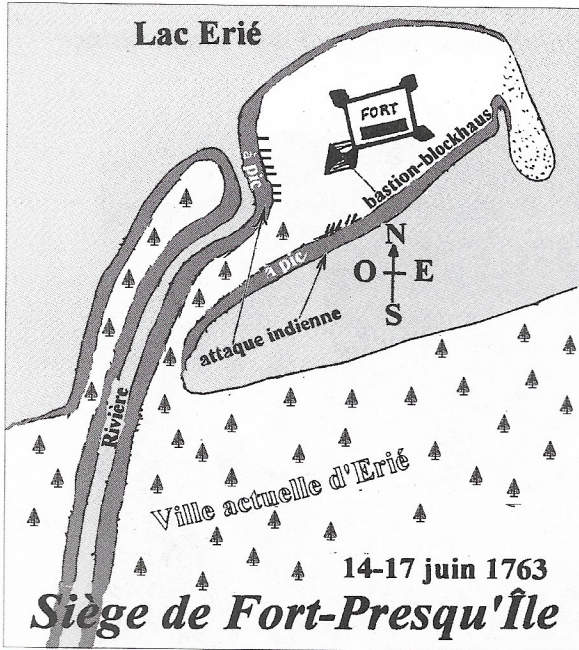 Lac Erié
FORT
bastion-blockhaus
à pic
N
O E
S
à pic
attaque indienne
Rivière
Ville actuelle d'Erié
14-17 juin 1763
Siège de Fort-Presqu'Île